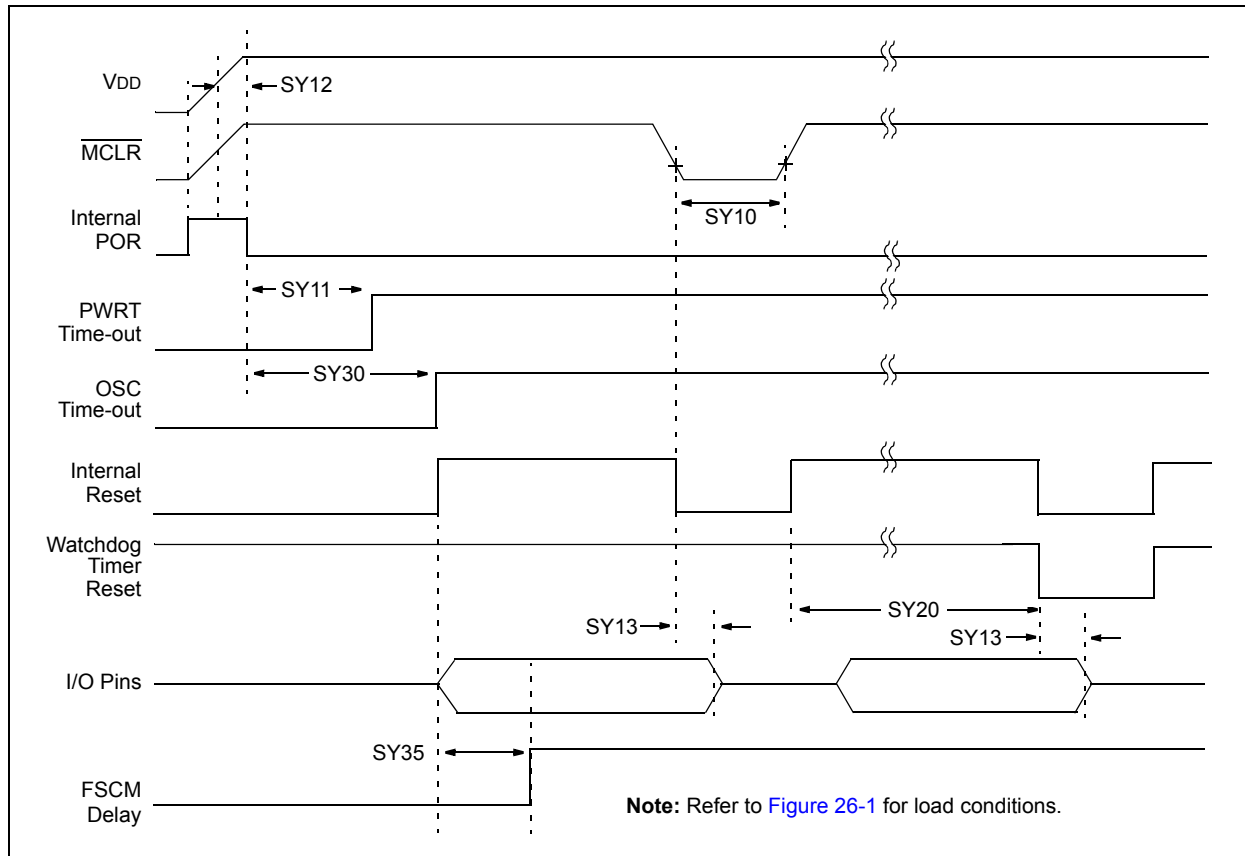 VDD
SY12
MCLR
SY10
Internal
POR
SY11
PWRT
Time-out
SY30
OSC
Time-out
Internal
Reset
Watchdog
Timer
Reset
SY20
SY13
SY13
I/O Pins
SY35
FSCM
Delay
Note: Refer to Figure 26-1 for load conditions.